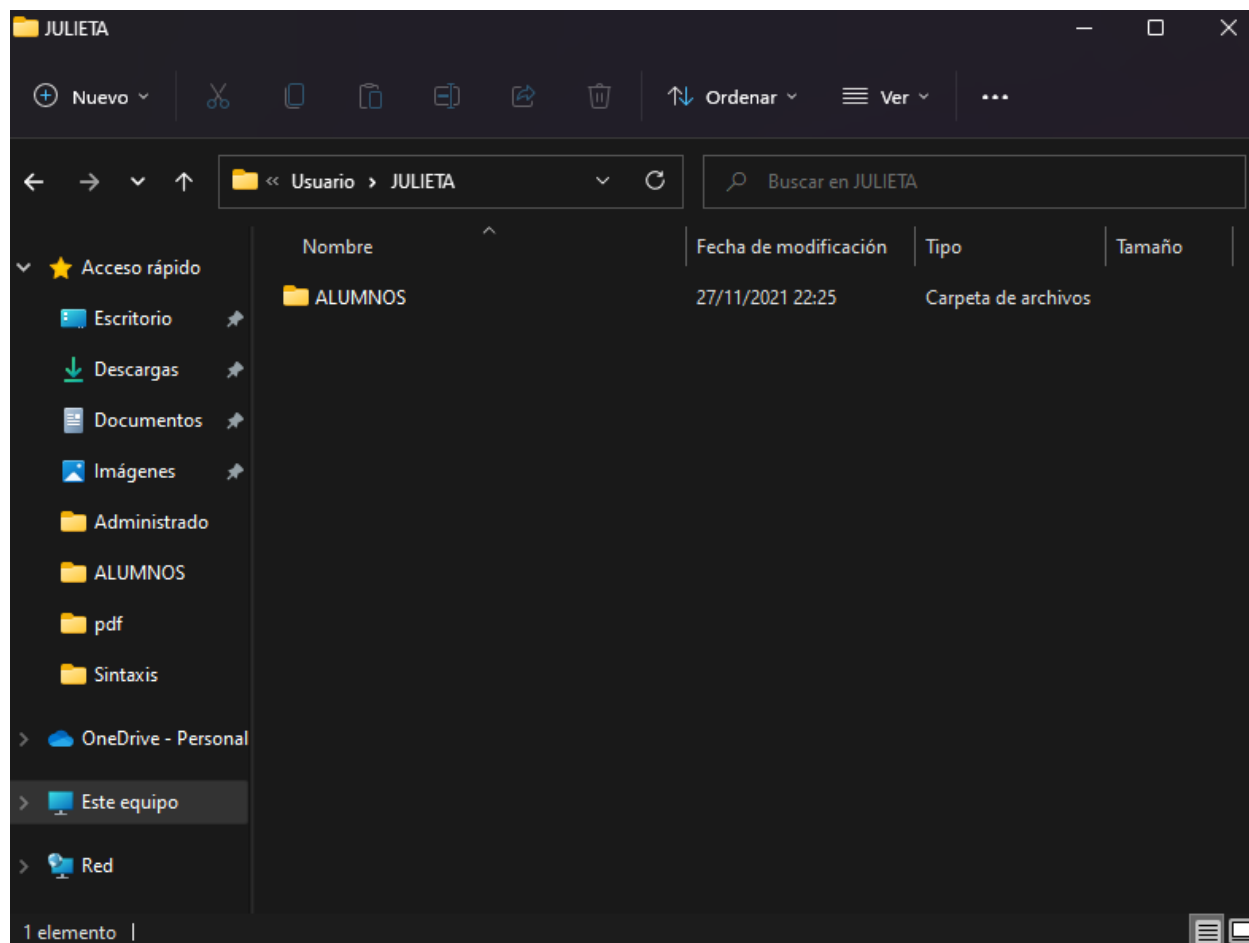 JULIETA
Nuevo Ordenar Ver
« Usuario > JULIETA Buscar en JULIETA
Nombre Fecha de modificación Tipo Tamaño
Acceso rápido
ALUMNOS 27/11/2021 22:25 Carpeta de archivos
Escritorio
Descargas
Documentos
Imágenes
Administrado
ALUMNOS
pdf
Sintaxis
OneDrive - Personal
Este equipo
Red
1 elemento